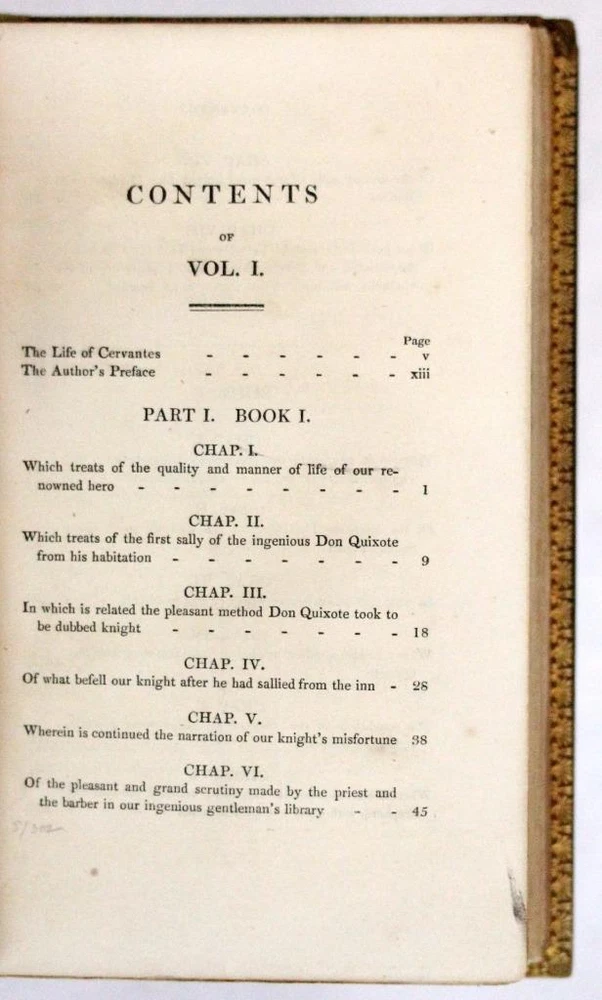 CONTENTS
OF
VOL. I.
Page
The Life of Cervantes - - - - - - v
The Author's Preface - - - - - - xiii
PART I. BOOK I.
CHAP. I.
Which treats of the quality and manner of life of our re-
nowned hero - - - - - - - - 1
CHAP. II.
Which treats of the first sally of the ingenious Don Quixote
from his habitation - - - - - - - 9
CHAP. III.
In which is related the pleasant method Don Quixote took to
be dubbed knight - - - - - - - 18
CHAP. IV.
Of what befell our knight after he had sallied from the inn - 28
CHAP. V.
Wherein is continued the narration of our knight's misfortune 38
CHAP. VI.
Of the pleasant and grand scrutiny made by the priest and
the barber in our ingenious gentleman's library - - 45